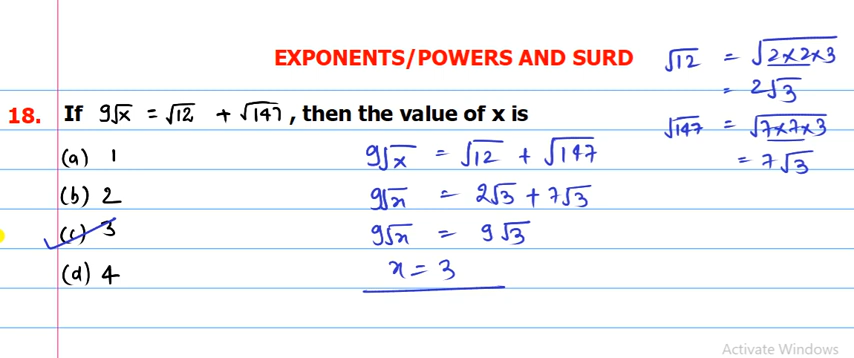 EXPONENTS/POWERS AND SURD
√12 = √2×2×3
= 2√3
18. If 9√x = √12 + √147, then the value of x is
√147 = √7×7×3
= 7√3
(a) 1
9√x = √12 + √147
(b) 2
9√x = 2√3 + 7√3
(c) 3
9√x = 9√3
(d) 4
x = 3
Activate Windows